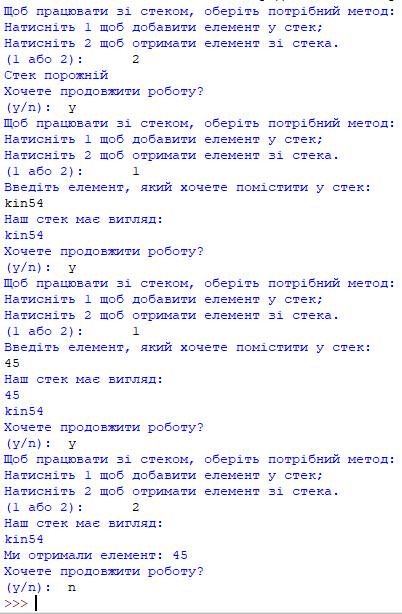 Щоб працювати зі стеком, оберіть потрібний метод:
Натисніть 1 щоб добавити елемент у стек;
Натисніть 2 щоб отримати елемент зі стека.
(1 або 2): 2
Стек порожній
Хочете продовжити роботу?
(y/n): y
Щоб працювати зі стеком, оберіть потрібний метод:
Натисніть 1 щоб добавити елемент у стек;
Натисніть 2 щоб отримати елемент зі стека.
(1 або 2): 1
Введіть елемент, який хочете помістити у стек:
kin54
Наш стек має вигляд:
kin54
Хочете продовжити роботу?
(y/n): y
Щоб працювати зі стеком, оберіть потрібний метод:
Натисніть 1 щоб добавити елемент у стек;
Натисніть 2 щоб отримати елемент зі стека.
(1 або 2): 1
Введіть елемент, який хочете помістити у стек:
45
Наш стек має вигляд:
45
kin54
Хочете продовжити роботу?
(y/n): y
Щоб працювати зі стеком, оберіть потрібний метод:
Натисніть 1 щоб добавити елемент у стек;
Натисніть 2 щоб отримати елемент зі стека.
(1 або 2): 2
Наш стек має вигляд:
kin54
Ми отримали елемент: 45
Хочете продовжити роботу?
(y/n): n
>>>